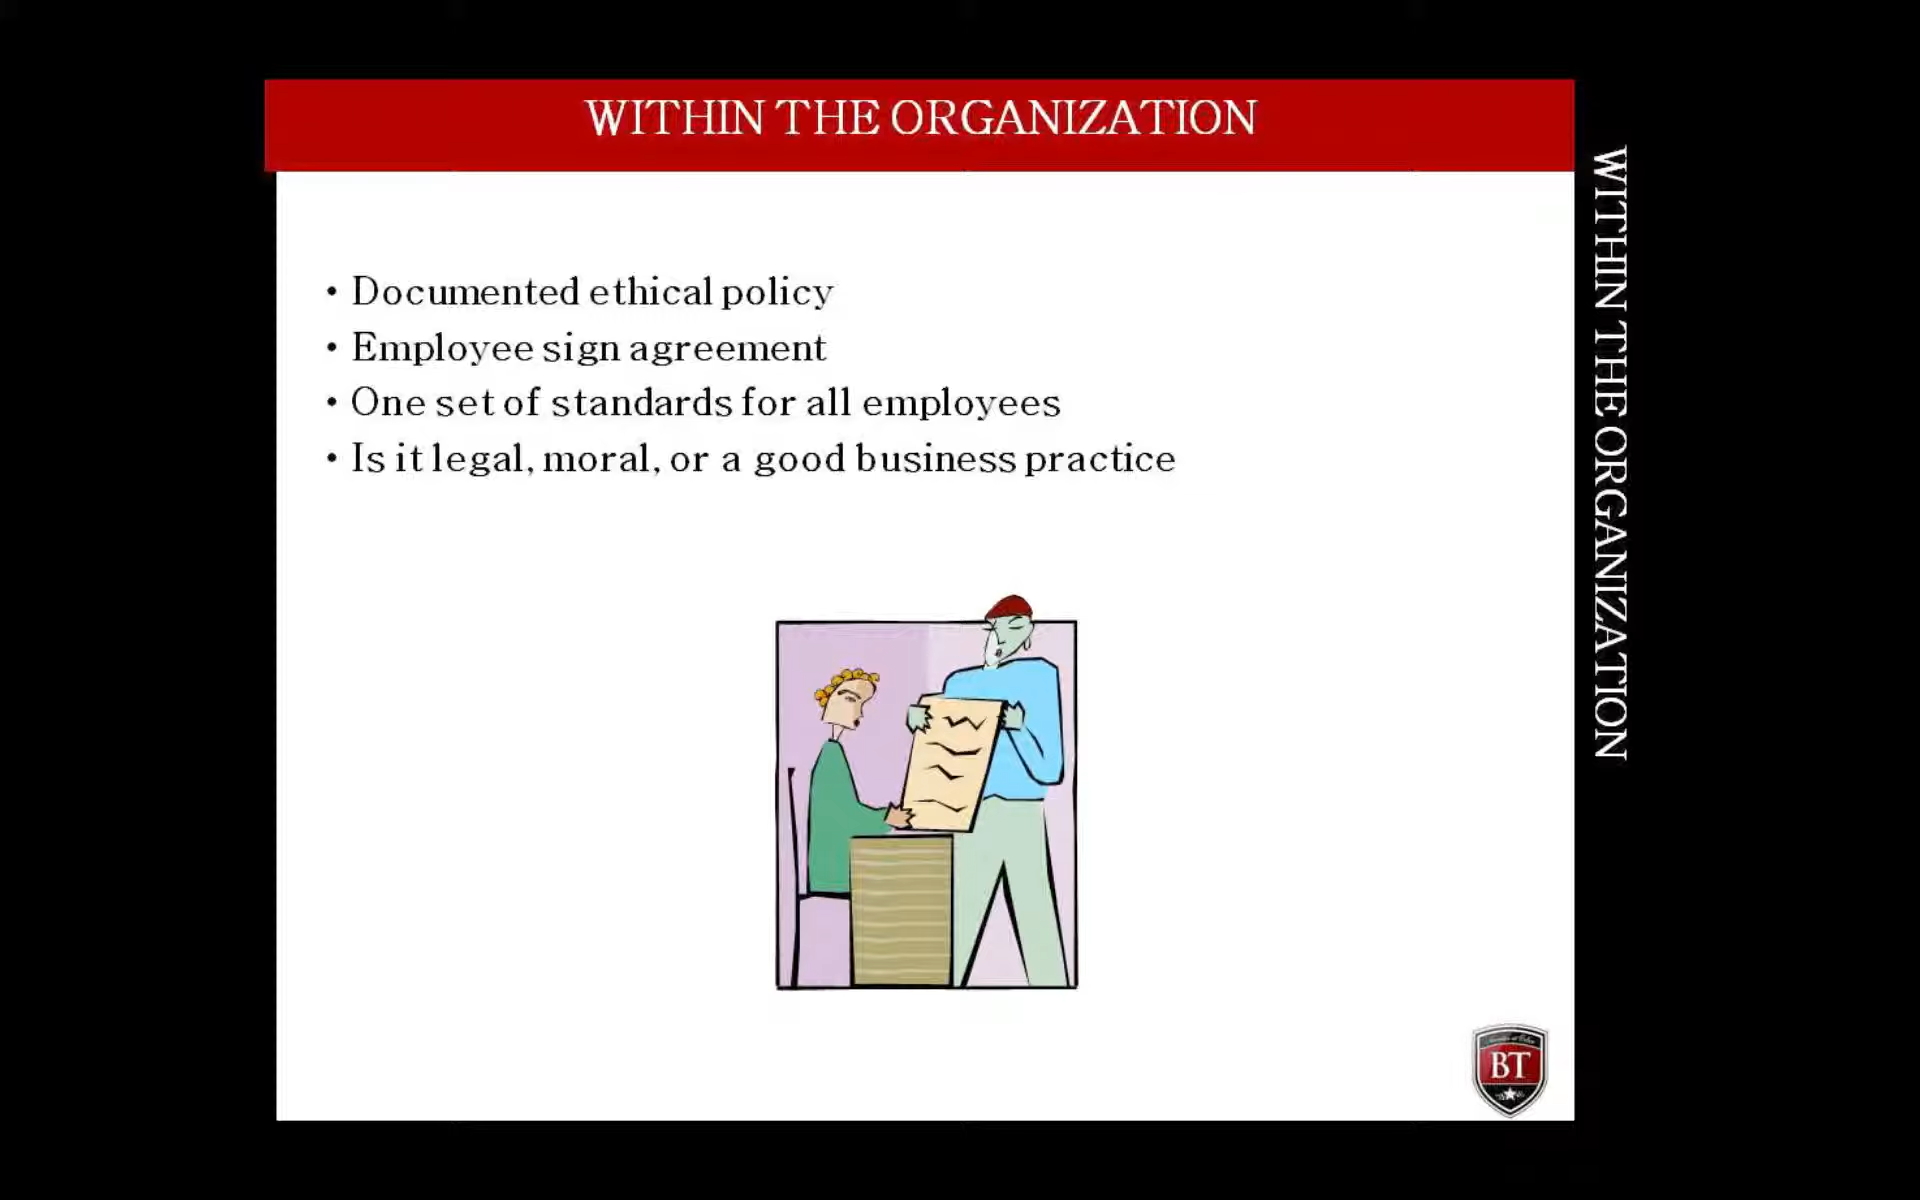 WITHIN THE ORGANIZATION
• Documented ethical policy
• Employee sign agreement
• One set of standards for all employees
• Is it legal, moral, or a good business practice
WITHIN THE ORGANIZATION
BT